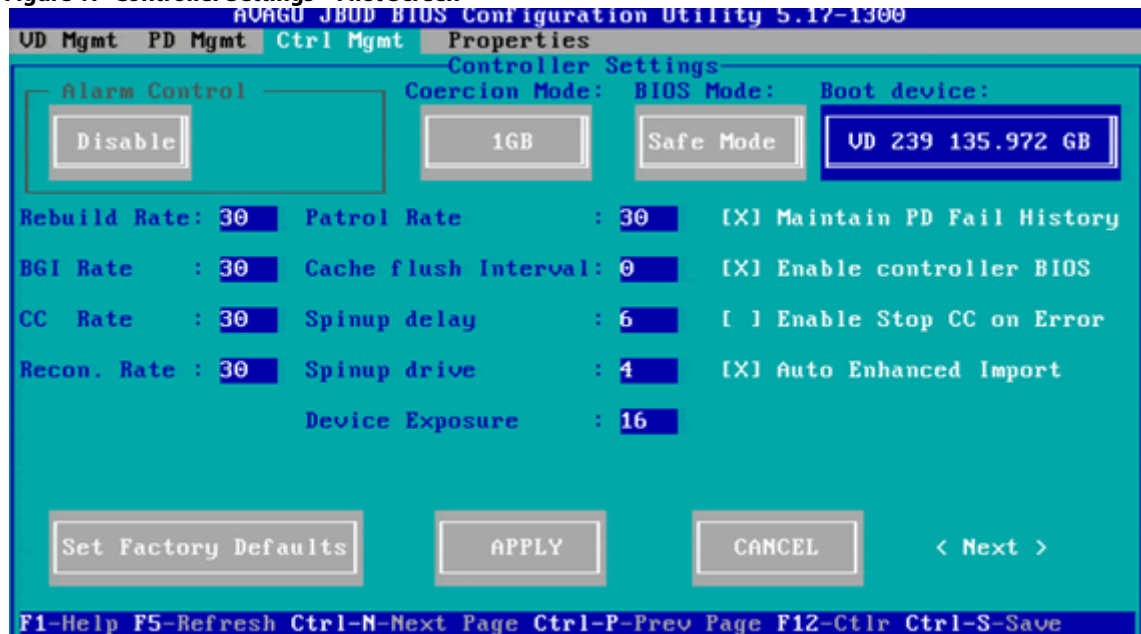 AVAGO JBOD BIOS Configuration Utility 5.17-1300
VD Mgmt PD Mgmt Ctrl Mgmt Properties
Controller Settings
Alarm Control Coercion Mode: BIOS Mode: Boot device:
Disable 1GB Safe Mode VD 239 135.972 GB
Rebuild Rate: 30 Patrol Rate : 30 [X] Maintain PD Fail History
BGI Rate : 30 Cache flush Interval: 0 [X] Enable controller BIOS
CC Rate : 30 Spinup delay : 6 [ ] Enable Stop CC on Error
Recon. Rate : 30 Spinup drive : 4 [X] Auto Enhanced Import
Device Exposure : 16
Set Factory Defaults APPLY CANCEL < Next >
F1-Help F5-Refresh Ctrl-N-Next Page Ctrl-P-Prev Page F12-Ctlr Ctrl-S-Save